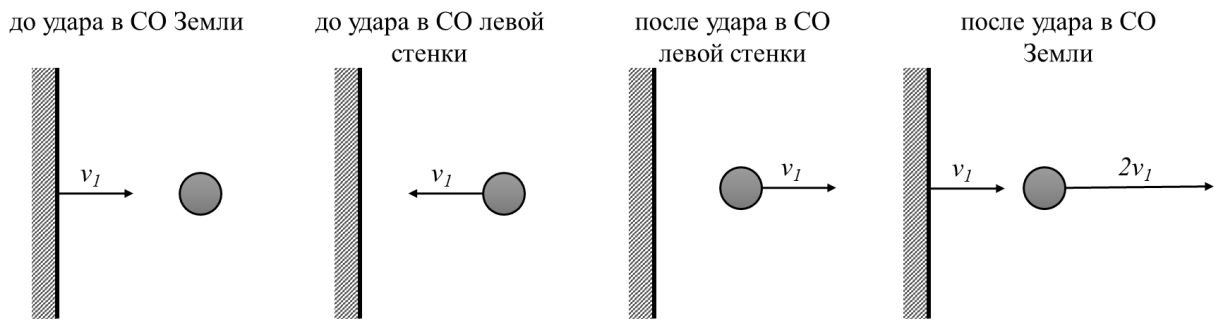 до удара в СО Земли
до удара в СО левой
стенки
после удара в СО
левой стенки
после удара в СО
Земли
v₁
v₁
v₁
v₁
2v₁